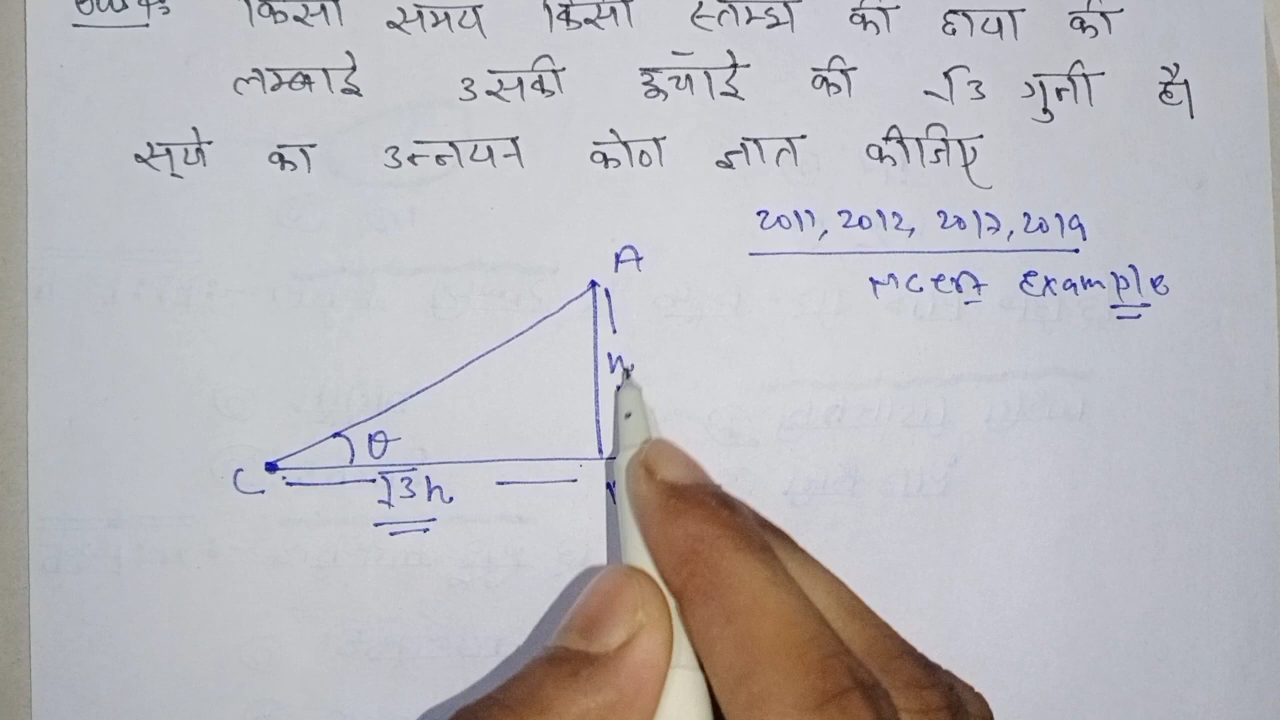 किसी समय किसी स्तम्भ की छाया की
लम्बाई उसकी ऊँचाई की √3 गुनी है।
सूर्य का उन्नयन कोण ज्ञात कीजिए
2011, 2012, 2017, 2019
NCERT Example
A
h
θ
C
√3h